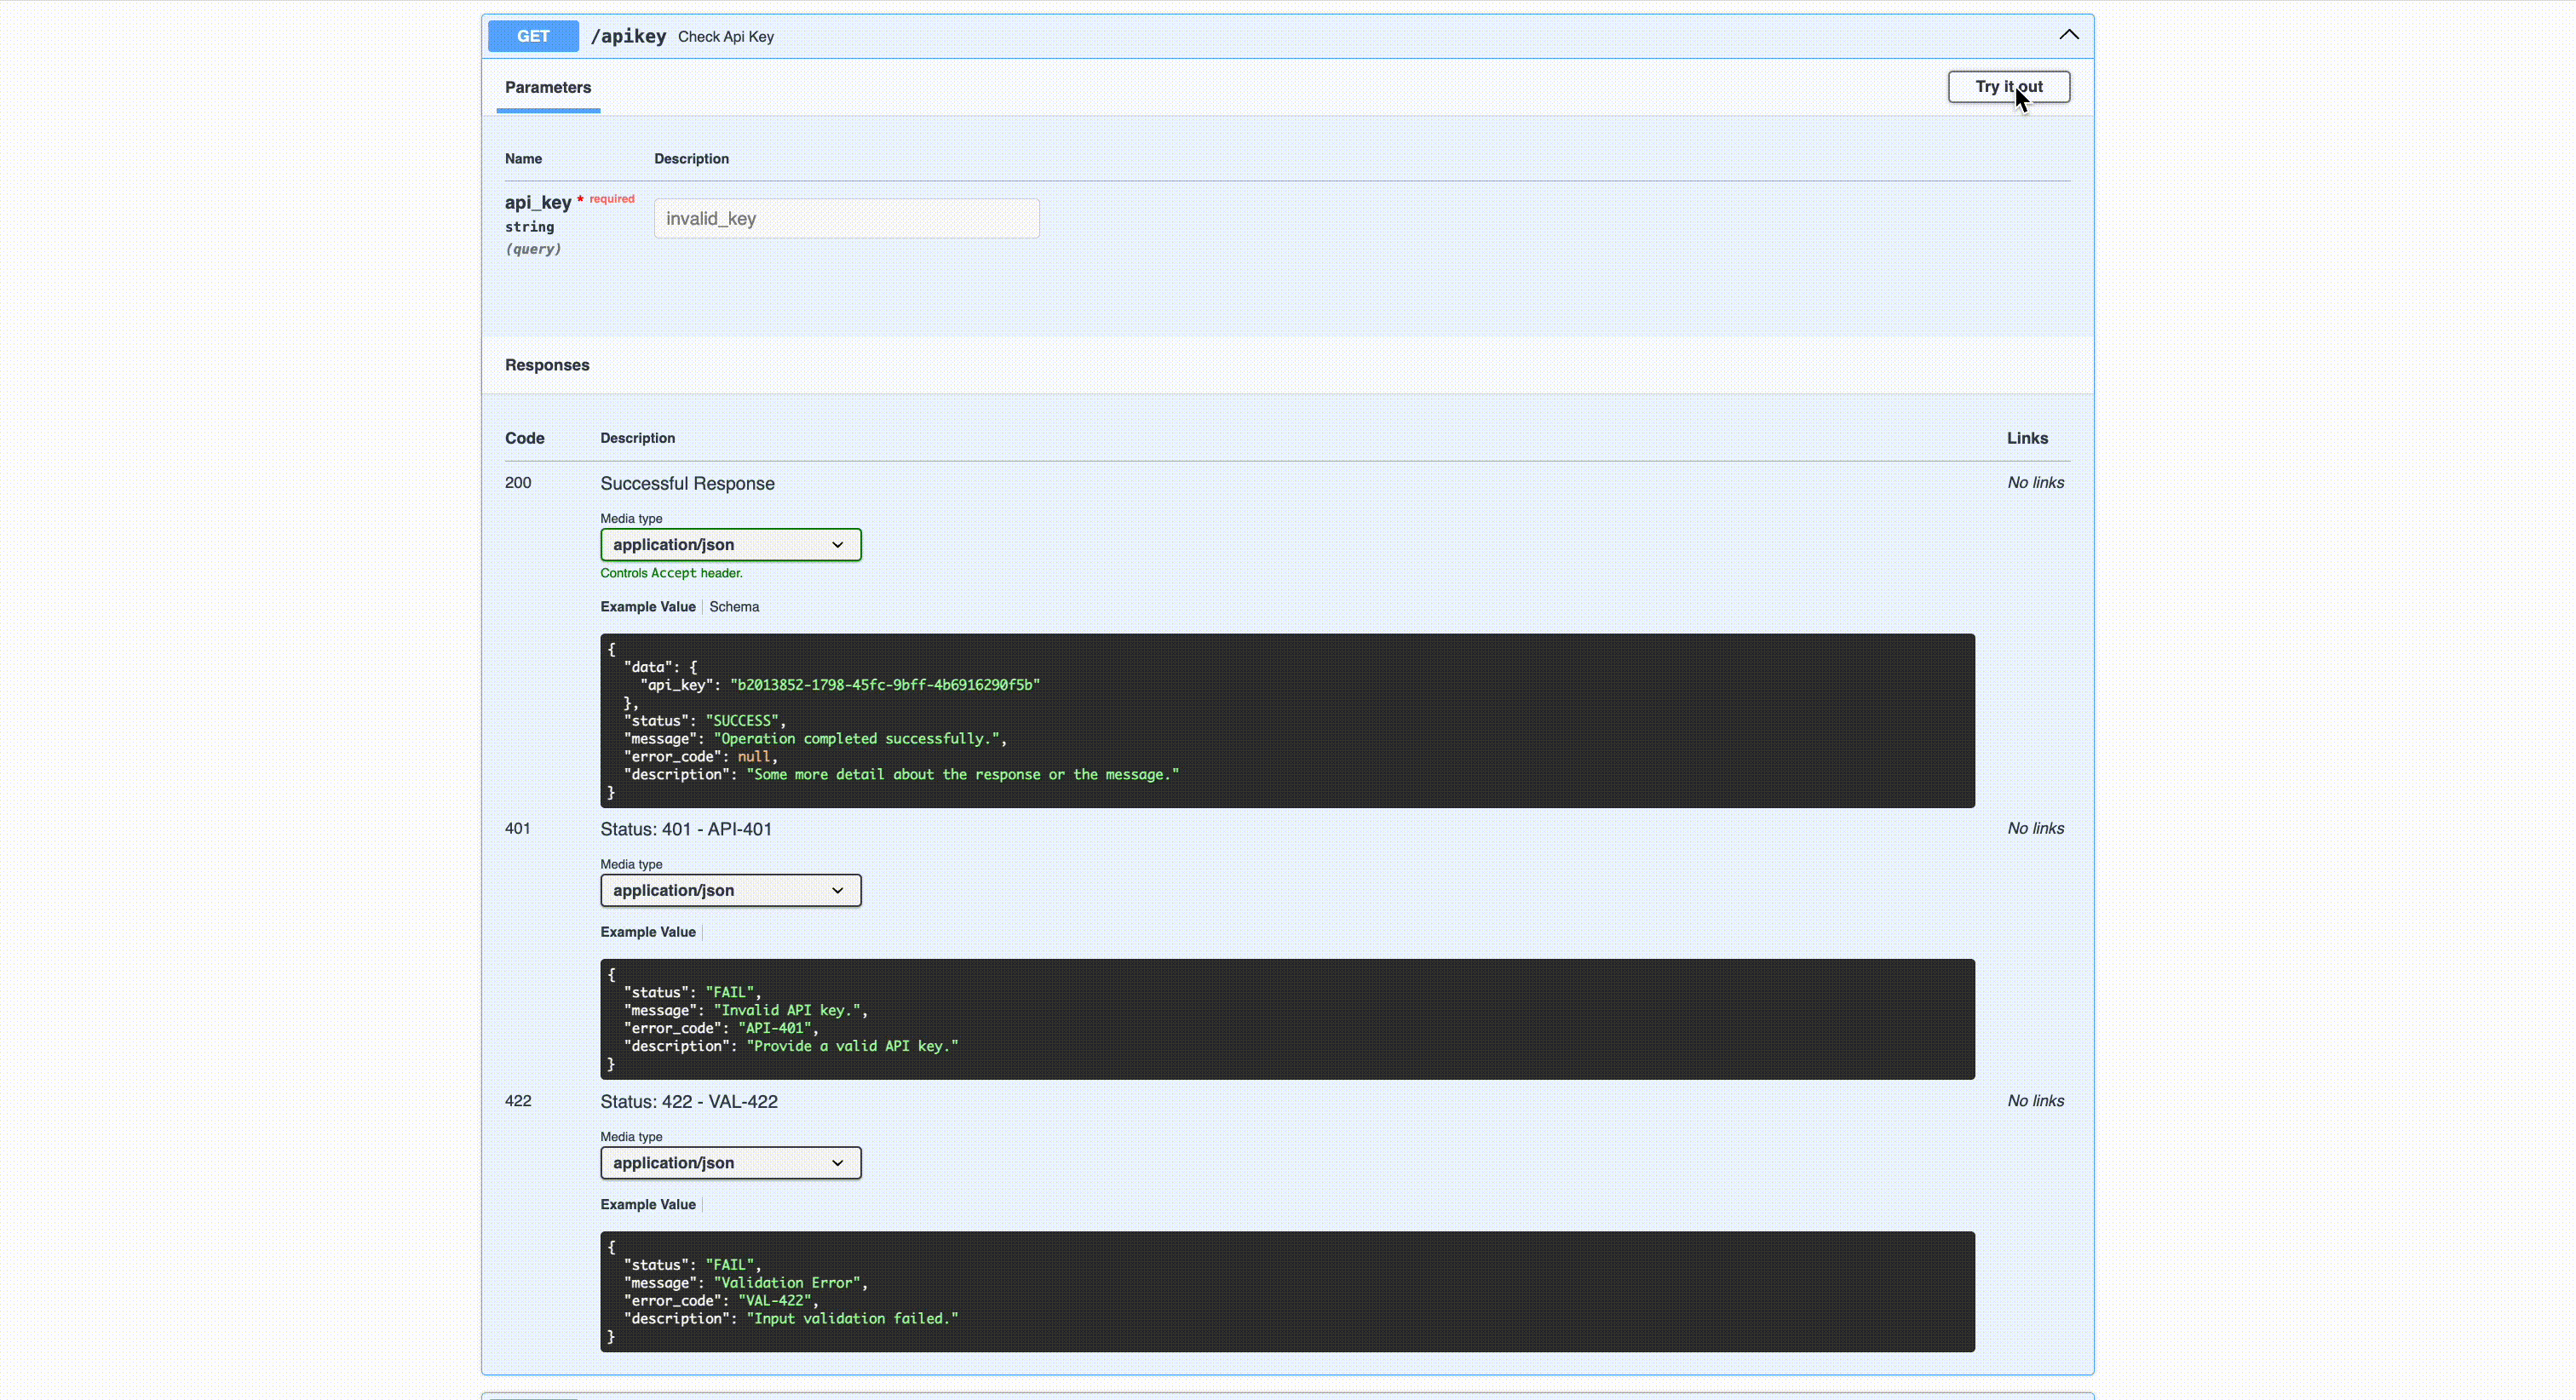 GET /apikey Check Api Key
Parameters
Try it out
Name Description
api_key * required
string
(query)
invalid_key
Responses
Code Description Links
200 Successful Response No links
Media type
application/json
Controls Accept header.
Example Value Schema
{
  "data": {
    "api_key": "b2013852-1798-45fc-9bff-4b6916290f5b"
  },
  "status": "SUCCESS",
  "message": "Operation completed successfully.",
  "error_code": null,
  "description": "Some more detail about the response or the message."
}
401 Status: 401 - API-401 No links
Media type
application/json
Example Value
{
  "status": "FAIL",
  "message": "Invalid API key.",
  "error_code": "API-401",
  "description": "Provide a valid API key."
}
422 Status: 422 - VAL-422 No links
Media type
application/json
Example Value
{
  "status": "FAIL",
  "message": "Validation Error",
  "error_code": "VAL-422",
  "description": "Input validation failed."
}